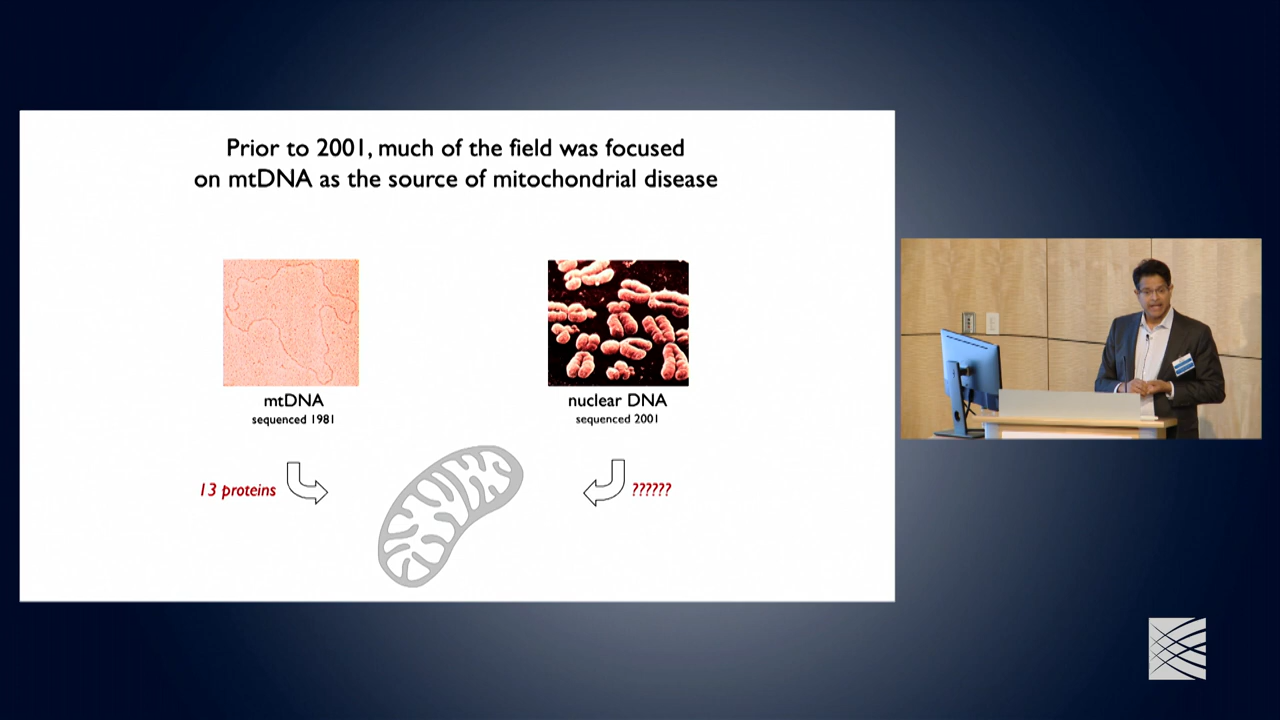 Prior to 2001, much of the field was focused
on mtDNA as the source of mitochondrial disease
mtDNA
sequenced 1981
nuclear DNA
sequenced 2001
13 proteins
??????